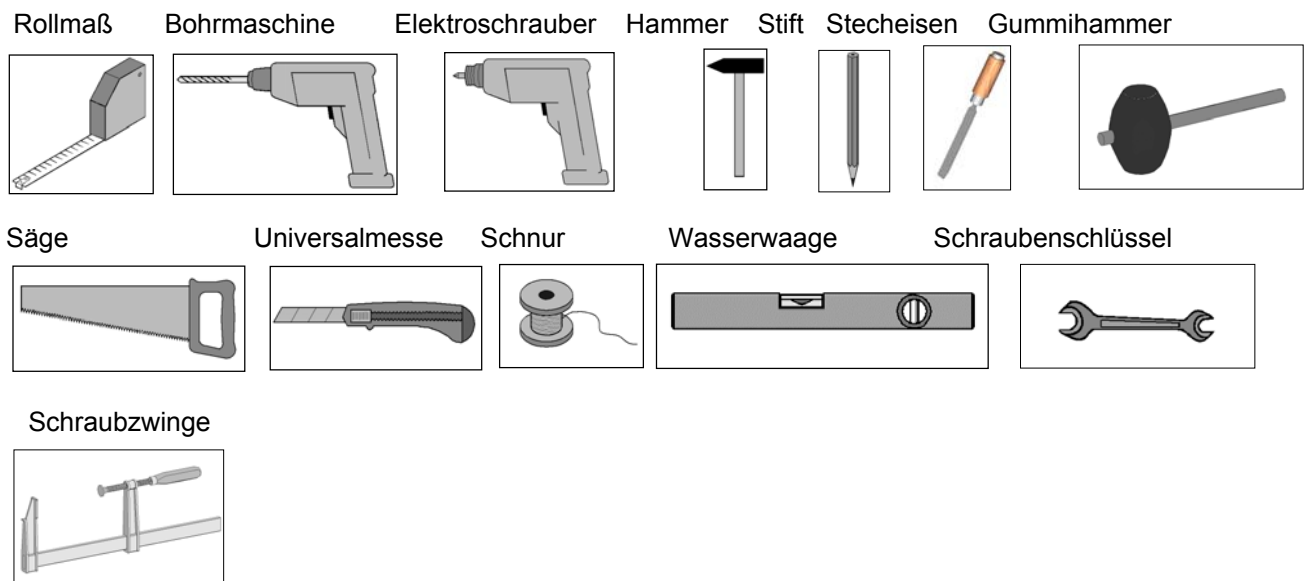 Rollmaß Bohrmaschine Elektroschrauber Hammer Stift Stecheisen Gummihammer
Säge Universalmesse Schnur Wasserwaage Schraubenschlüssel
Schraubzwinge